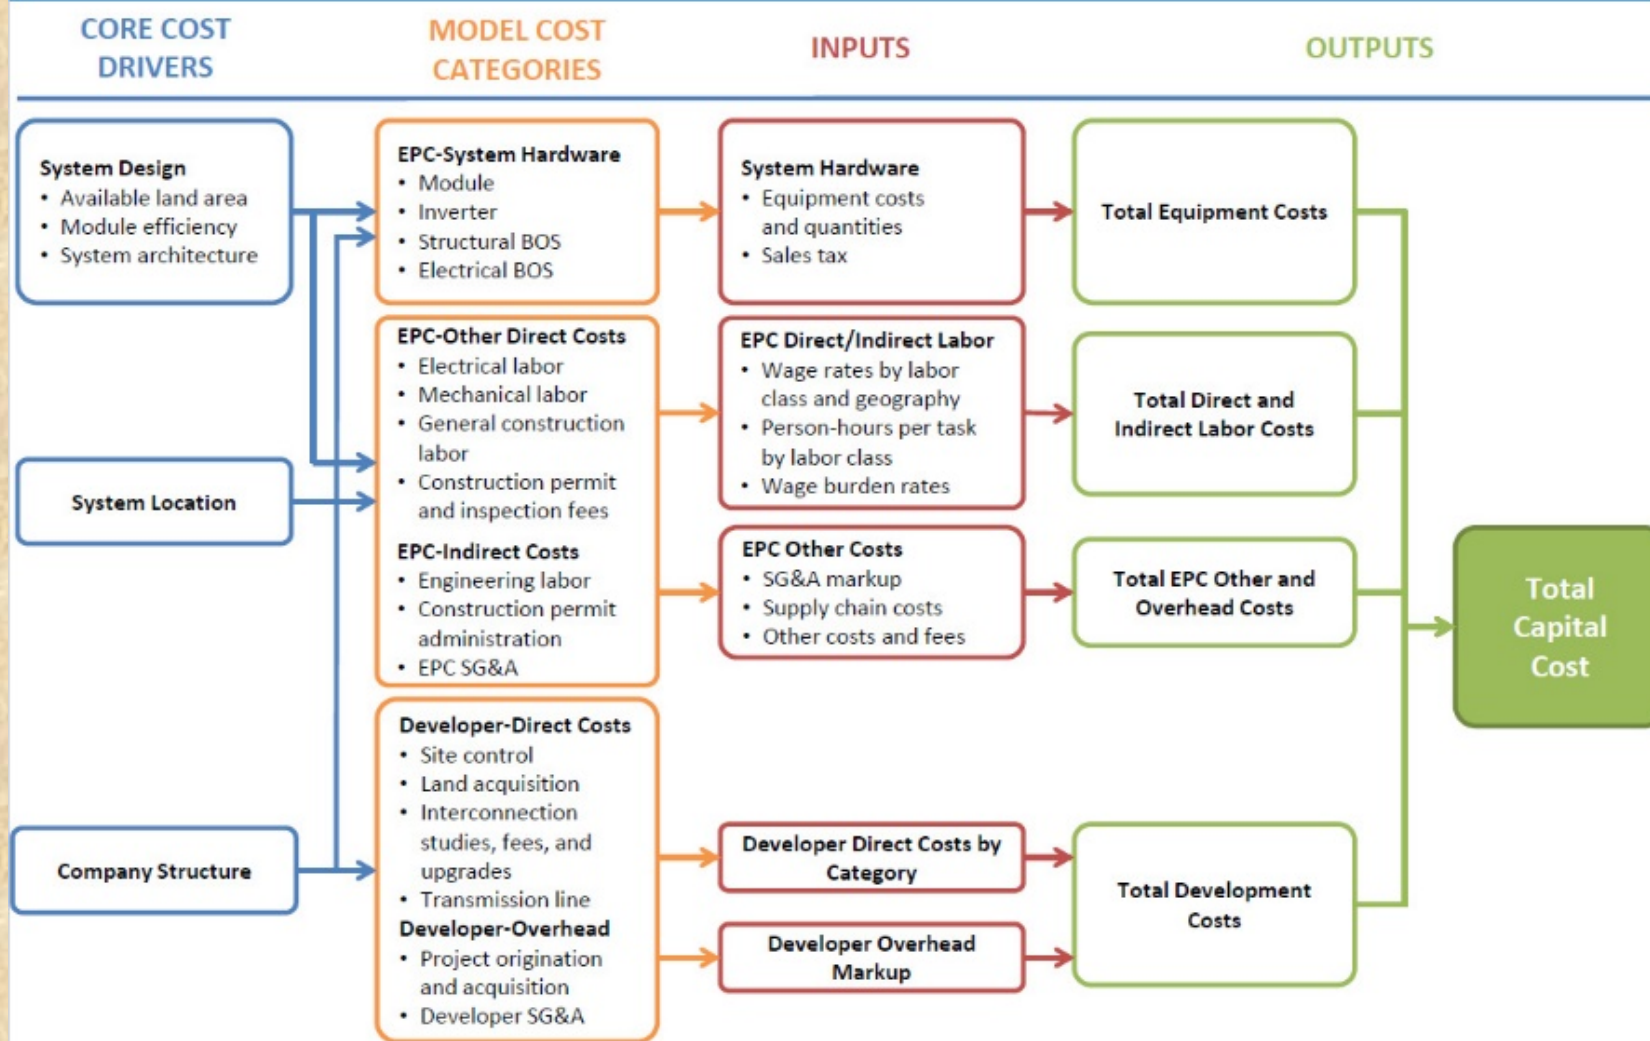 CORE COST
DRIVERS
MODEL COST
CATEGORIES
INPUTS
OUTPUTS
System Design
• Available land area
• Module efficiency
• System architecture
System Location
Company Structure
EPC-System Hardware
• Module
• Inverter
• Structural BOS
• Electrical BOS
EPC-Other Direct Costs
• Electrical labor
• Mechanical labor
• General construction
labor
• Construction permit
and inspection fees
EPC-Indirect Costs
• Engineering labor
• Construction permit
administration
• EPC SG&A
Developer-Direct Costs
• Site control
• Land acquisition
• Interconnection
studies, fees, and
upgrades
• Transmission line
Developer-Overhead
• Project origination
and acquisition
• Developer SG&A
System Hardware
• Equipment costs
and quantities
• Sales tax
EPC Direct/Indirect Labor
• Wage rates by labor
class and geography
• Person-hours per task
by labor class
• Wage burden rates
EPC Other Costs
• SG&A markup
• Supply chain costs
• Other costs and fees
Developer Direct Costs by
Category
Developer Overhead
Markup
Total Equipment Costs
Total Direct and
Indirect Labor Costs
Total EPC Other and
Overhead Costs
Total Development
Costs
Total
Capital
Cost